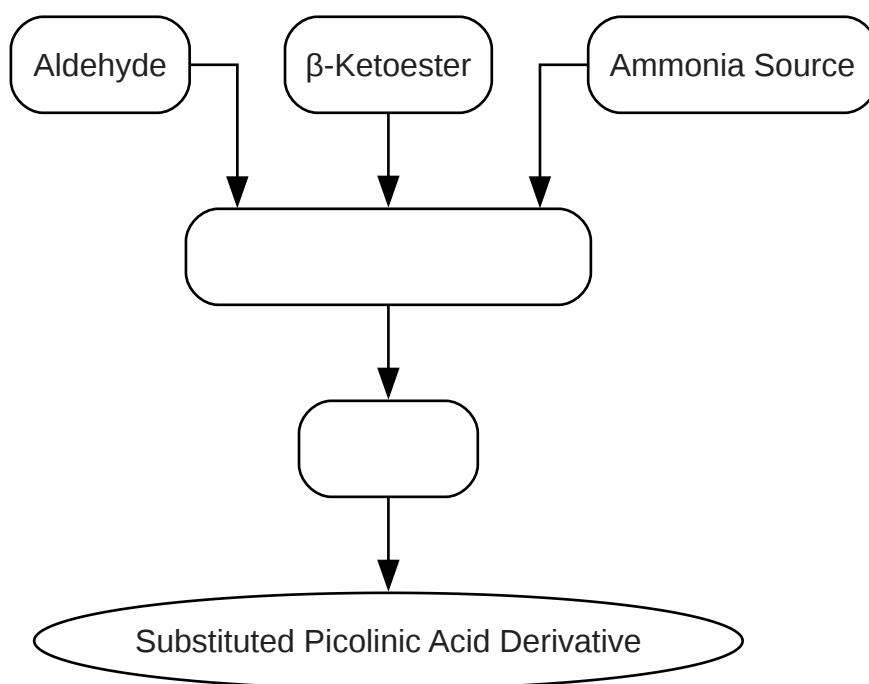 Aldehyde
β-Ketoester
Ammonia Source
Substituted Picolinic Acid Derivative